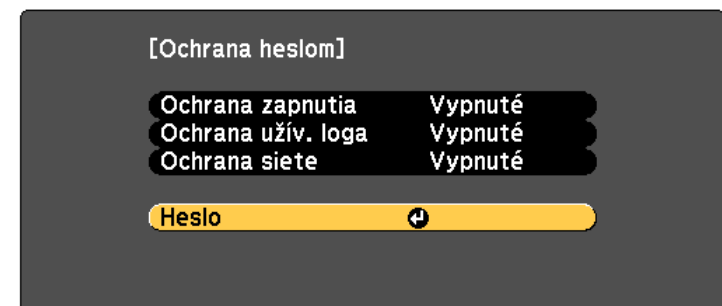 [Ochrana heslom]
Ochrana zapnutia Vypnuté
Ochrana užív. loga Vypnuté
Ochrana siete Vypnuté
Heslo